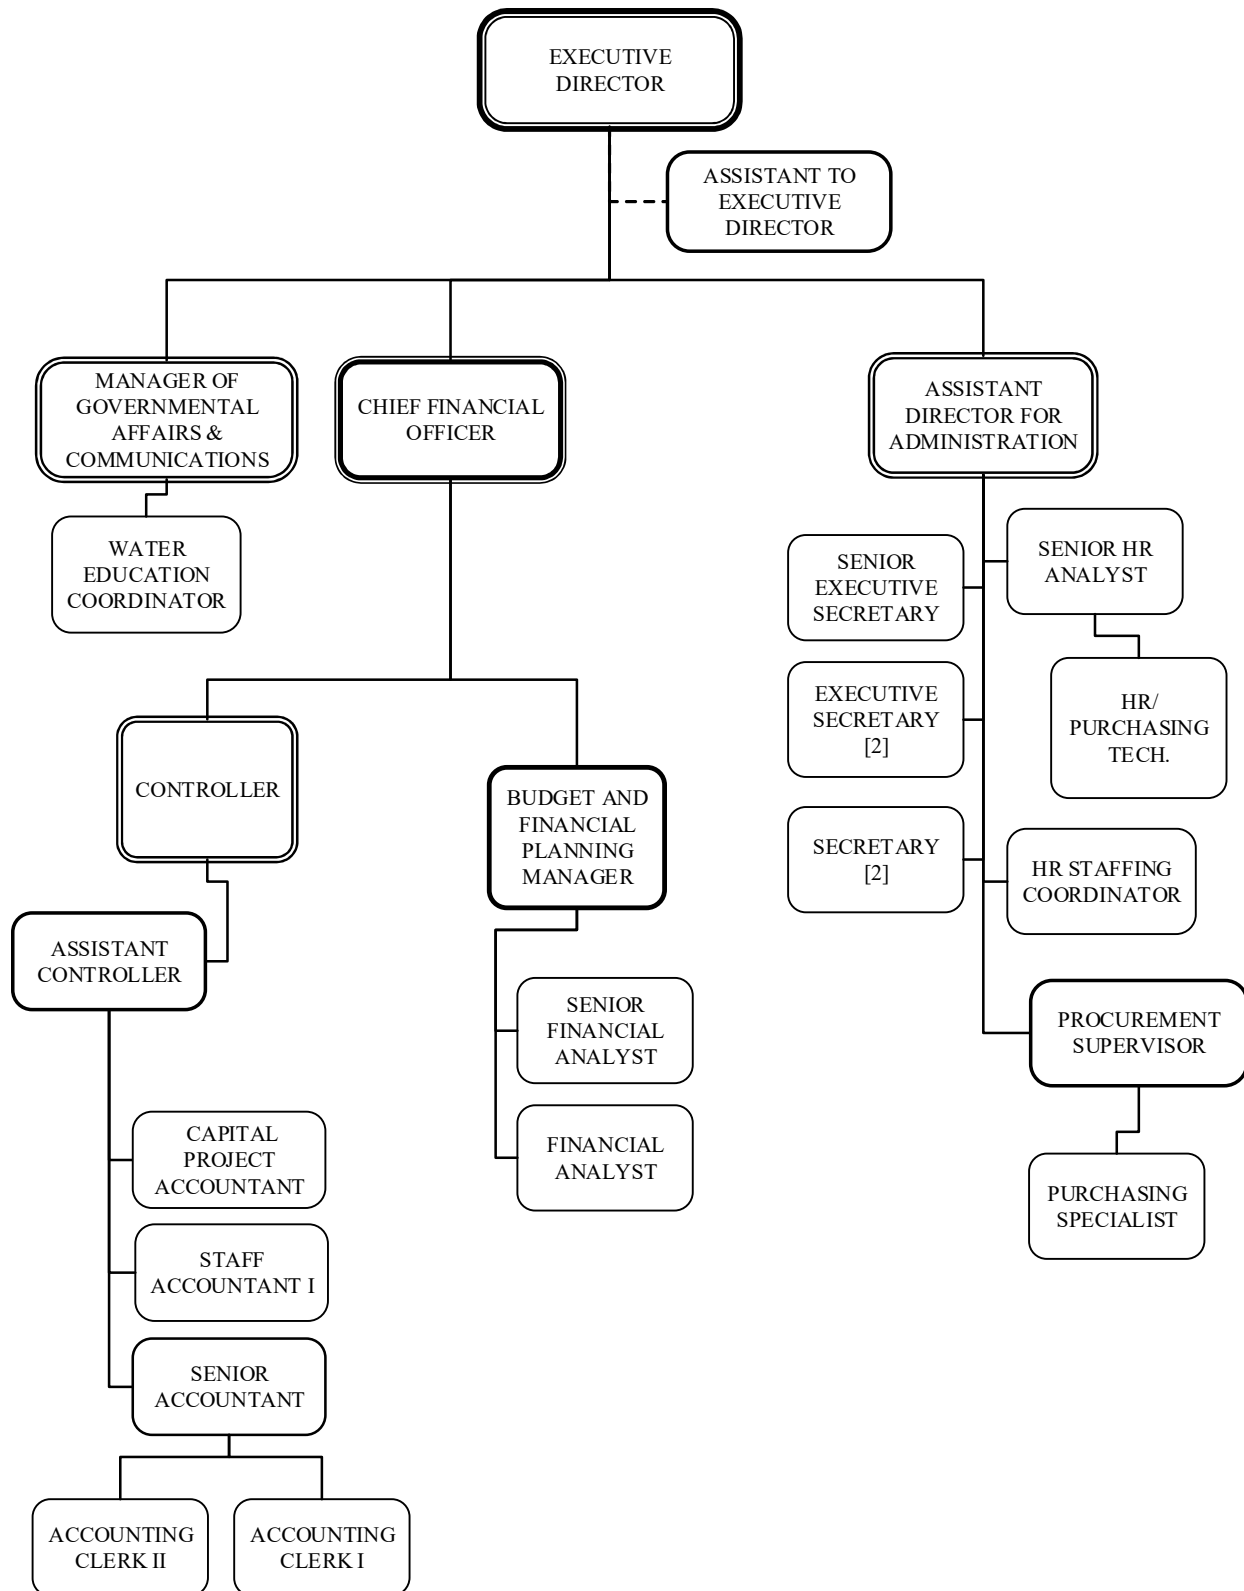 EXECUTIVE
DIRECTOR
ASSISTANT TO
EXECUTIVE
DIRECTOR
MANAGER OF
GOVERNMENTAL
AFFAIRS &
COMMUNICATIONS
CHIEF FINANCIAL
OFFICER
ASSISTANT
DIRECTOR FOR
ADMINISTRATION
WATER
EDUCATION
COORDINATOR
SENIOR
EXECUTIVE
SECRETARY
SENIOR HR
ANALYST
EXECUTIVE
SECRETARY
[2]
HR/
PURCHASING
TECH.
CONTROLLER
BUDGET AND
FINANCIAL
PLANNING
MANAGER
SECRETARY
[2]
HR STAFFING
COORDINATOR
ASSISTANT
CONTROLLER
SENIOR
FINANCIAL
ANALYST
PROCUREMENT
SUPERVISOR
CAPITAL
PROJECT
ACCOUNTANT
FINANCIAL
ANALYST
PURCHASING
SPECIALIST
STAFF
ACCOUNTANT I
SENIOR
ACCOUNTANT
ACCOUNTING
CLERK II
ACCOUNTING
CLERK I